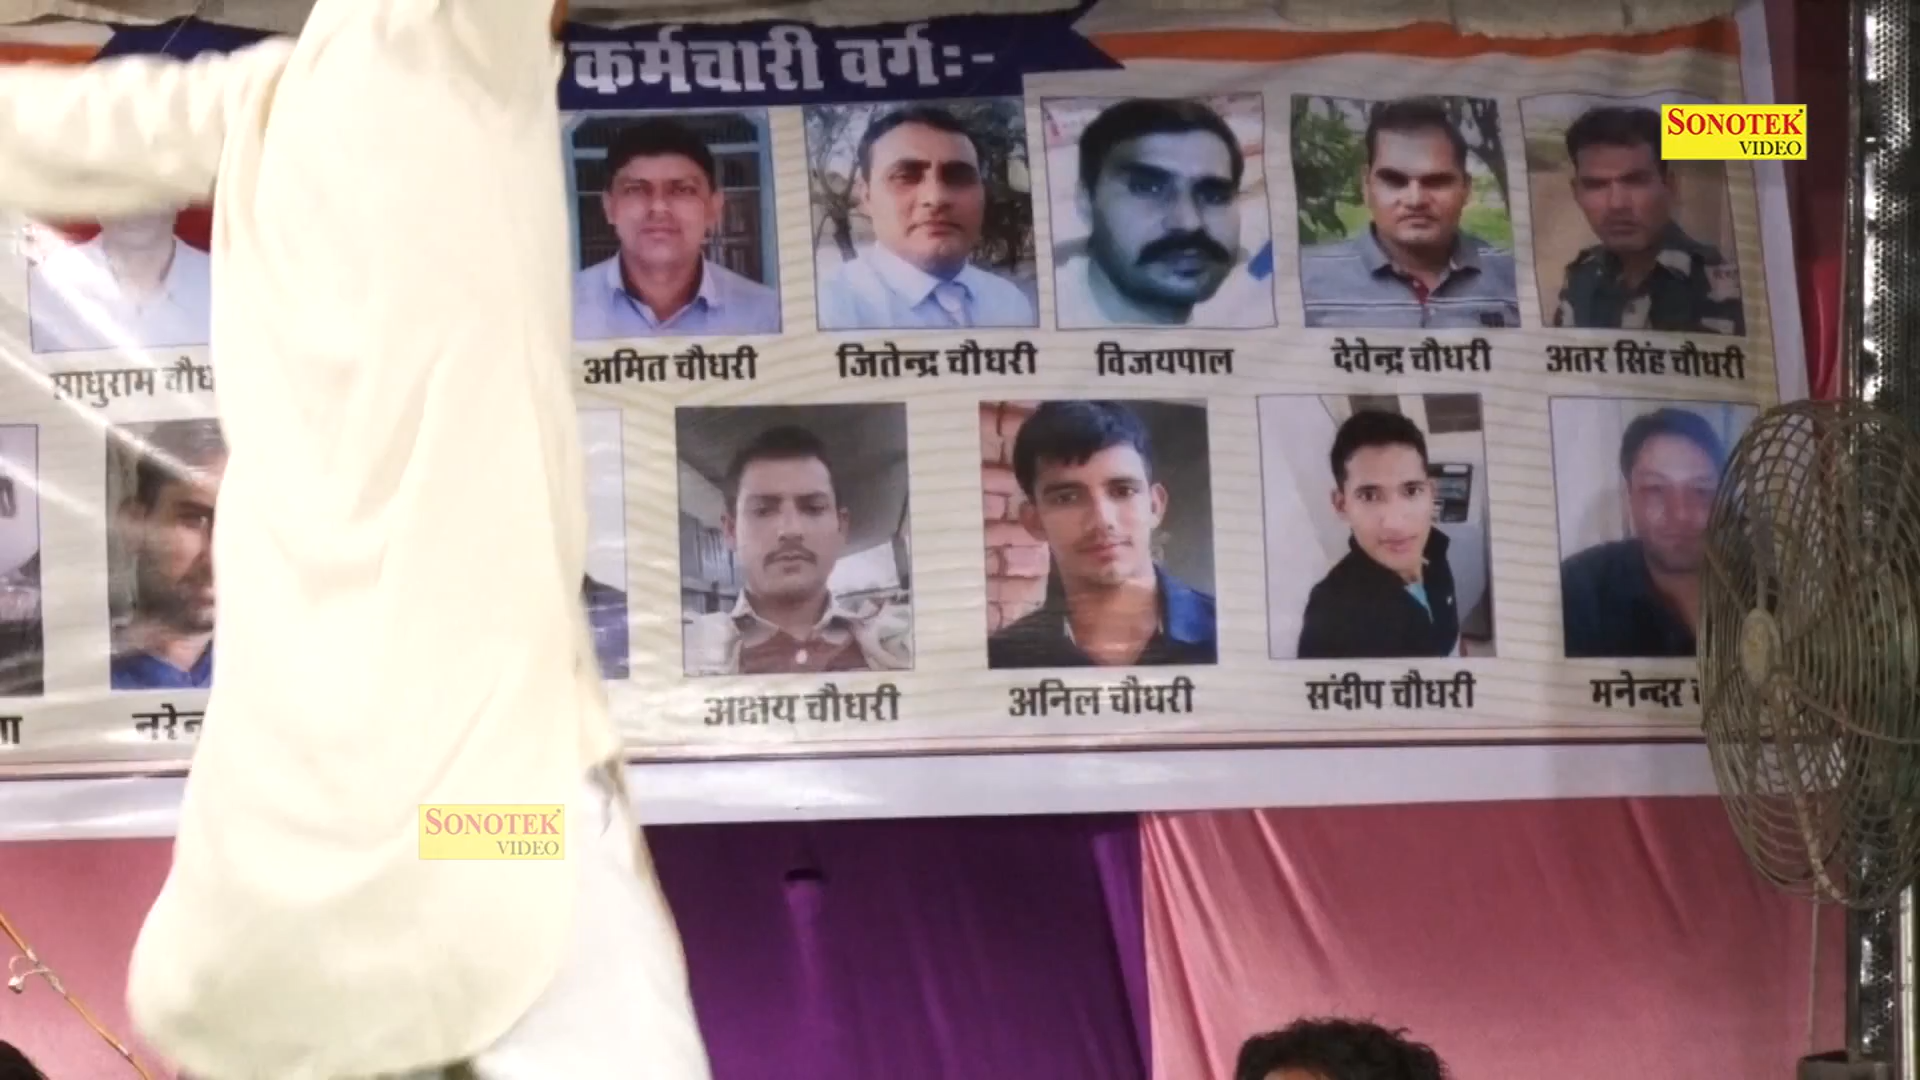 कर्मचारी वर्ग:-
SONOTEK
VIDEO
अमित चौधरी जितेन्द्र चौधरी विजयपाल देवेन्द्र चौधरी अतर सिंह चौधरी
अक्षय चौधरी अनिल चौधरी संदीप चौधरी मनेन्दर
SONOTEK
VIDEO